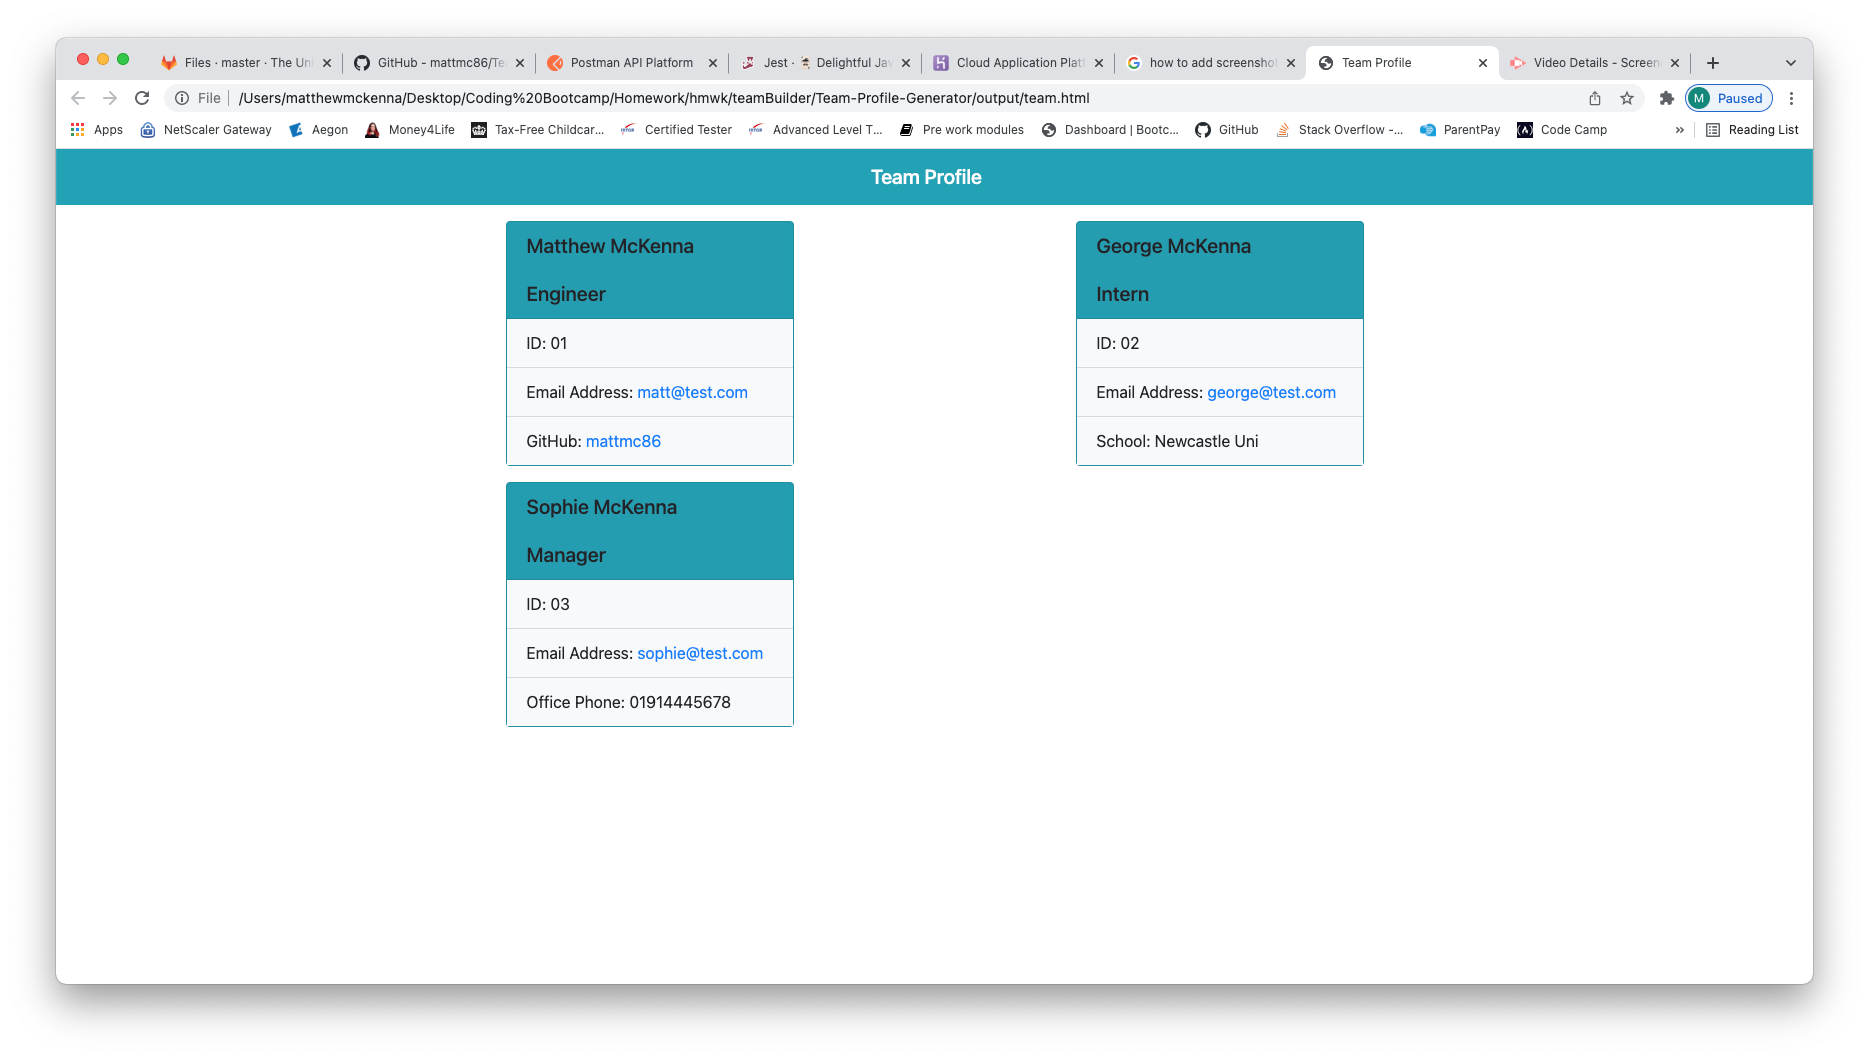 Files · master · The Uni
GitHub - mattmc86/Te
Postman API Platform
Jest · Delightful Jav
Cloud Application Platf
how to add screenshot
Team Profile
Video Details - Screen
File
/Users/matthewmckenna/Desktop/Coding%20Bootcamp/Homework/hmwk/teamBuilder/Team-Profile-Generator/output/team.html
M Paused
Apps
NetScaler Gateway
Aegon
Money4Life
Tax-Free Childcar...
Certified Tester
Advanced Level T...
Pre work modules
Dashboard | Bootc...
GitHub
Stack Overflow -...
ParentPay
Code Camp
»
Reading List
Team Profile
Matthew McKenna
Engineer
ID: 01
Email Address: matt@test.com
GitHub: mattmc86
George McKenna
Intern
ID: 02
Email Address: george@test.com
School: Newcastle Uni
Sophie McKenna
Manager
ID: 03
Email Address: sophie@test.com
Office Phone: 01914445678